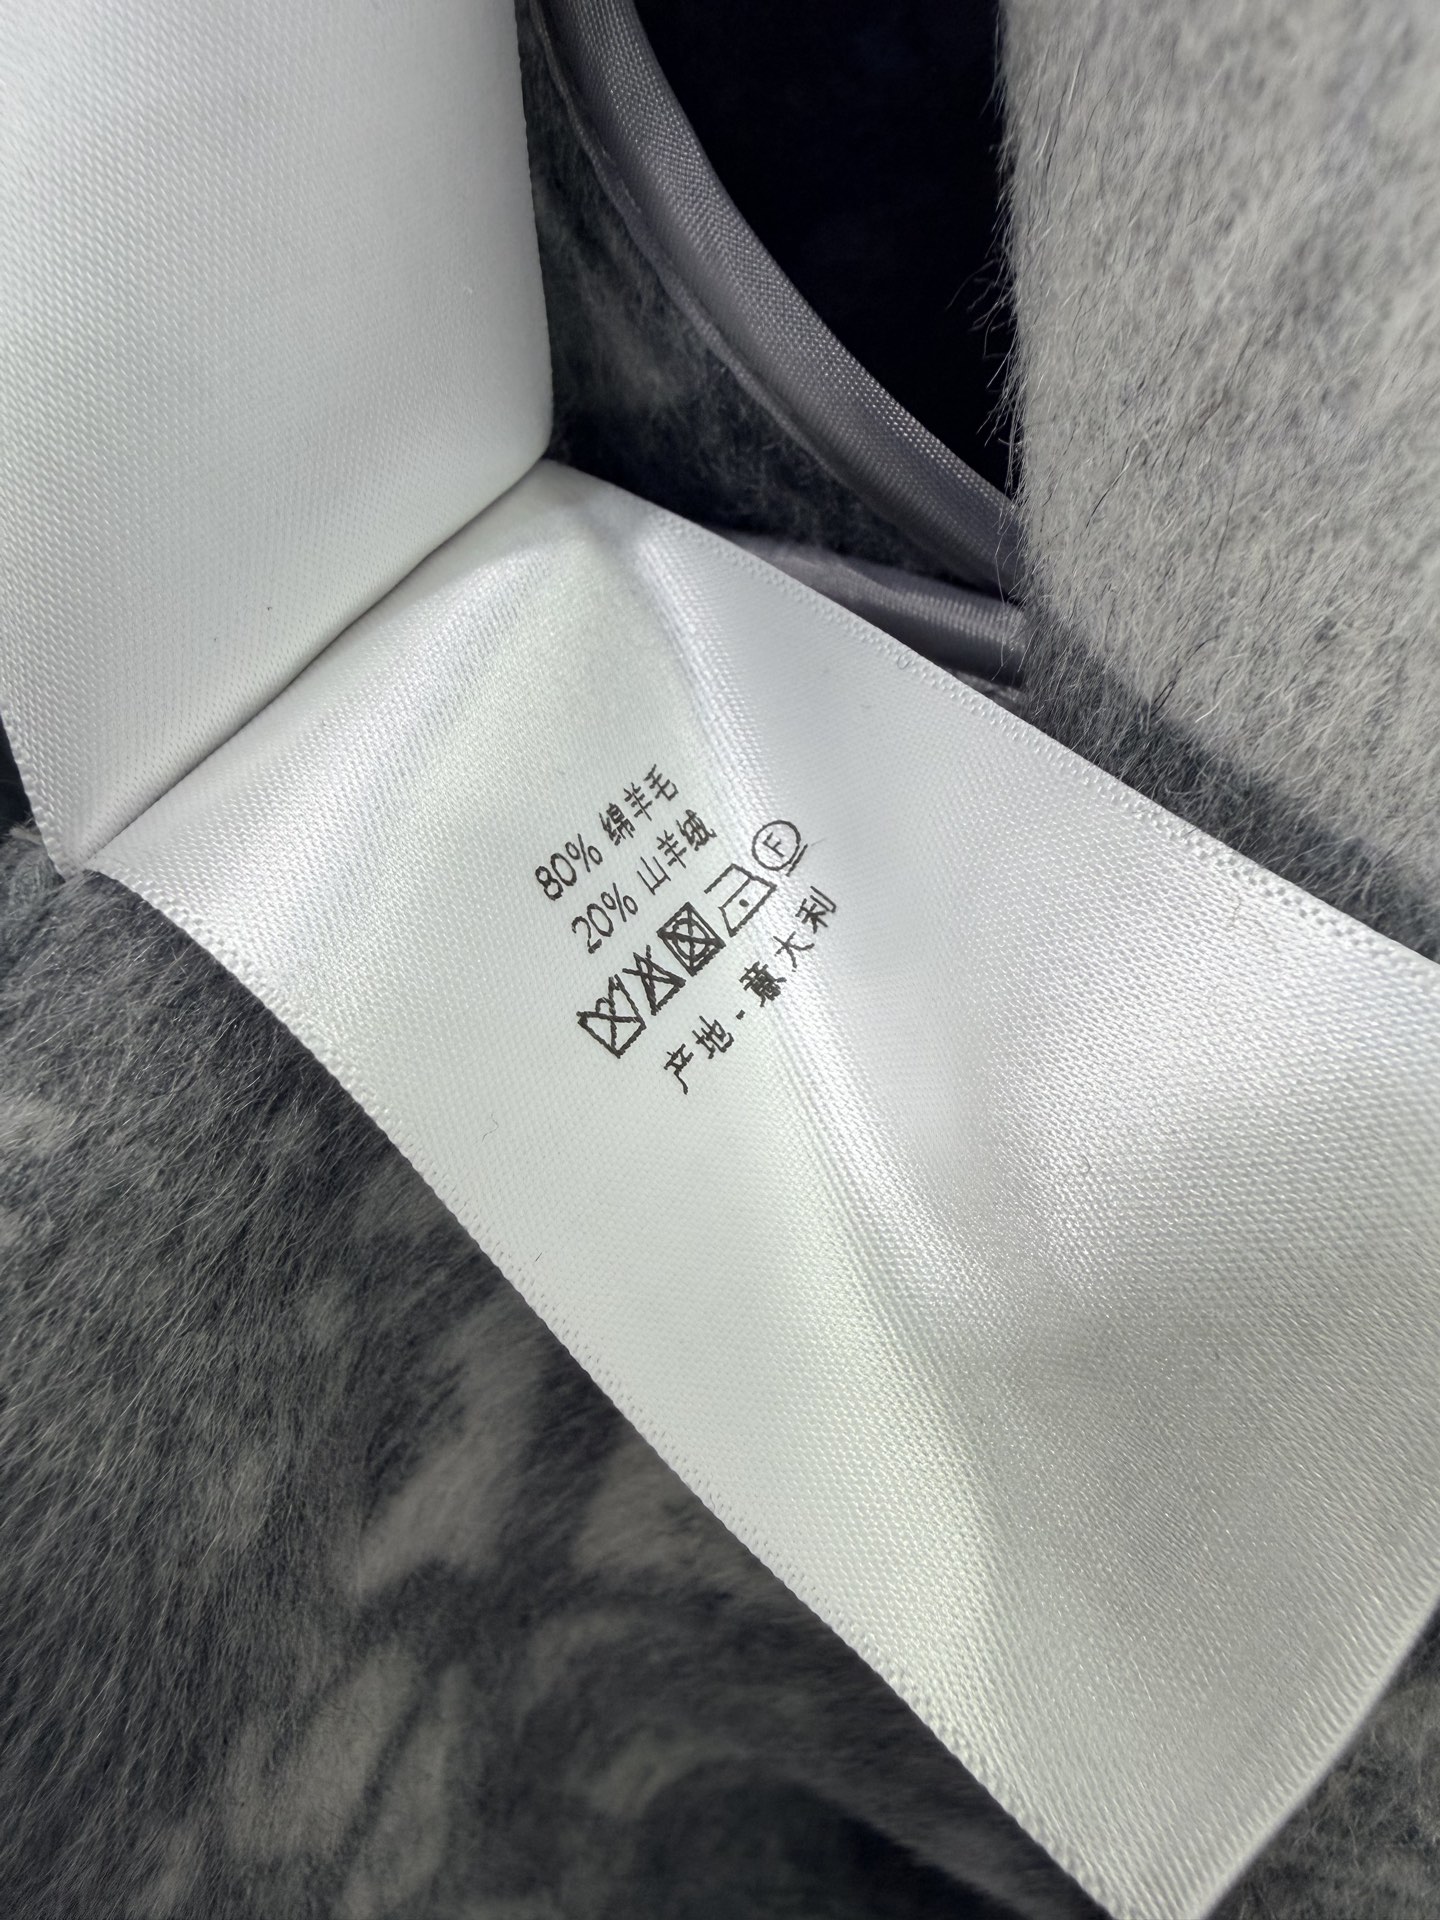 80% 绵羊毛
20% 山羊绒
F
产地 - 意大利